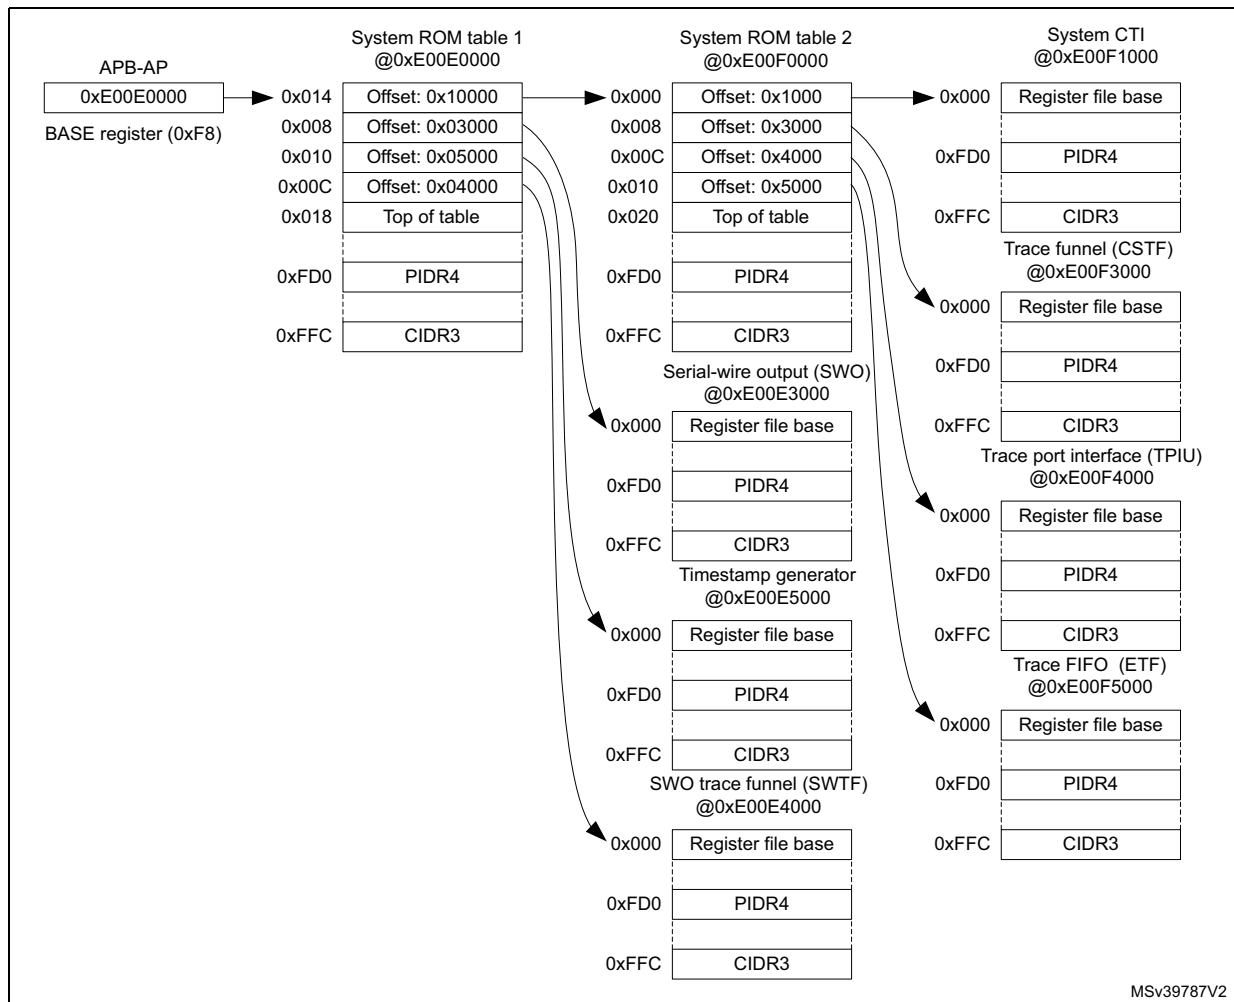 APB-AP
0xE00E0000
BASE register (0xF8)
System ROM table 1
@0xE00E0000
0x014 Offset: 0x10000
0x008 Offset: 0x03000
0x010 Offset: 0x05000
0x00C Offset: 0x04000
0x018 Top of table
0xFD0 PIDR4
0xFFC CIDR3
System ROM table 2
@0xE00F0000
0x000 Offset: 0x1000
0x008 Offset: 0x3000
0x00C Offset: 0x4000
0x010 Offset: 0x5000
0x020 Top of table
0xFD0 PIDR4
0xFFC CIDR3
Serial-wire output (SWO)
@0xE00E3000
0x000 Register file base
0xFD0 PIDR4
0xFFC CIDR3
Timestamp generator
@0xE00E5000
0x000 Register file base
0xFD0 PIDR4
0xFFC CIDR3
SWO trace funnel (SWTF)
@0xE00E4000
0x000 Register file base
0xFD0 PIDR4
0xFFC CIDR3
System CTI
@0xE00F1000
0x000 Register file base
0xFD0 PIDR4
0xFFC CIDR3
Trace funnel (CSTF)
@0xE00F3000
0x000 Register file base
0xFD0 PIDR4
0xFFC CIDR3
Trace port interface (TPIU)
@0xE00F4000
0x000 Register file base
0xFD0 PIDR4
0xFFC CIDR3
Trace FIFO (ETF)
@0xE00F5000
0x000 Register file base
0xFD0 PIDR4
0xFFC CIDR3
MSv39787V2